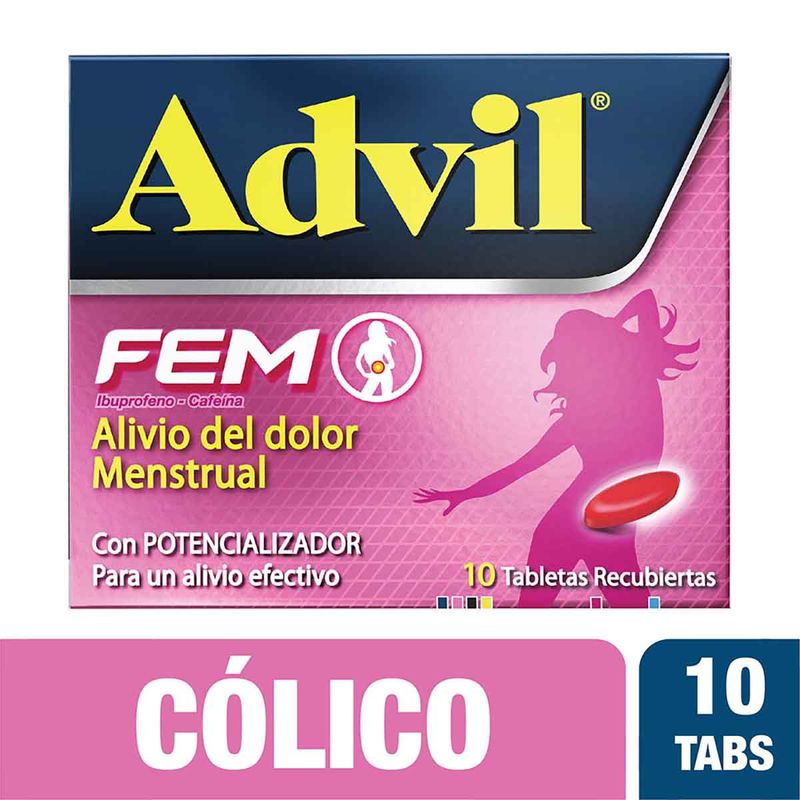 Advil®
FEM
Ibuprofeno - Cafeína
Alivio del dolor
Menstrual
Con POTENCIALIZADOR
Para un alivio efectivo
10 Tabletas Recubiertas
CÓLICO
10
TABS